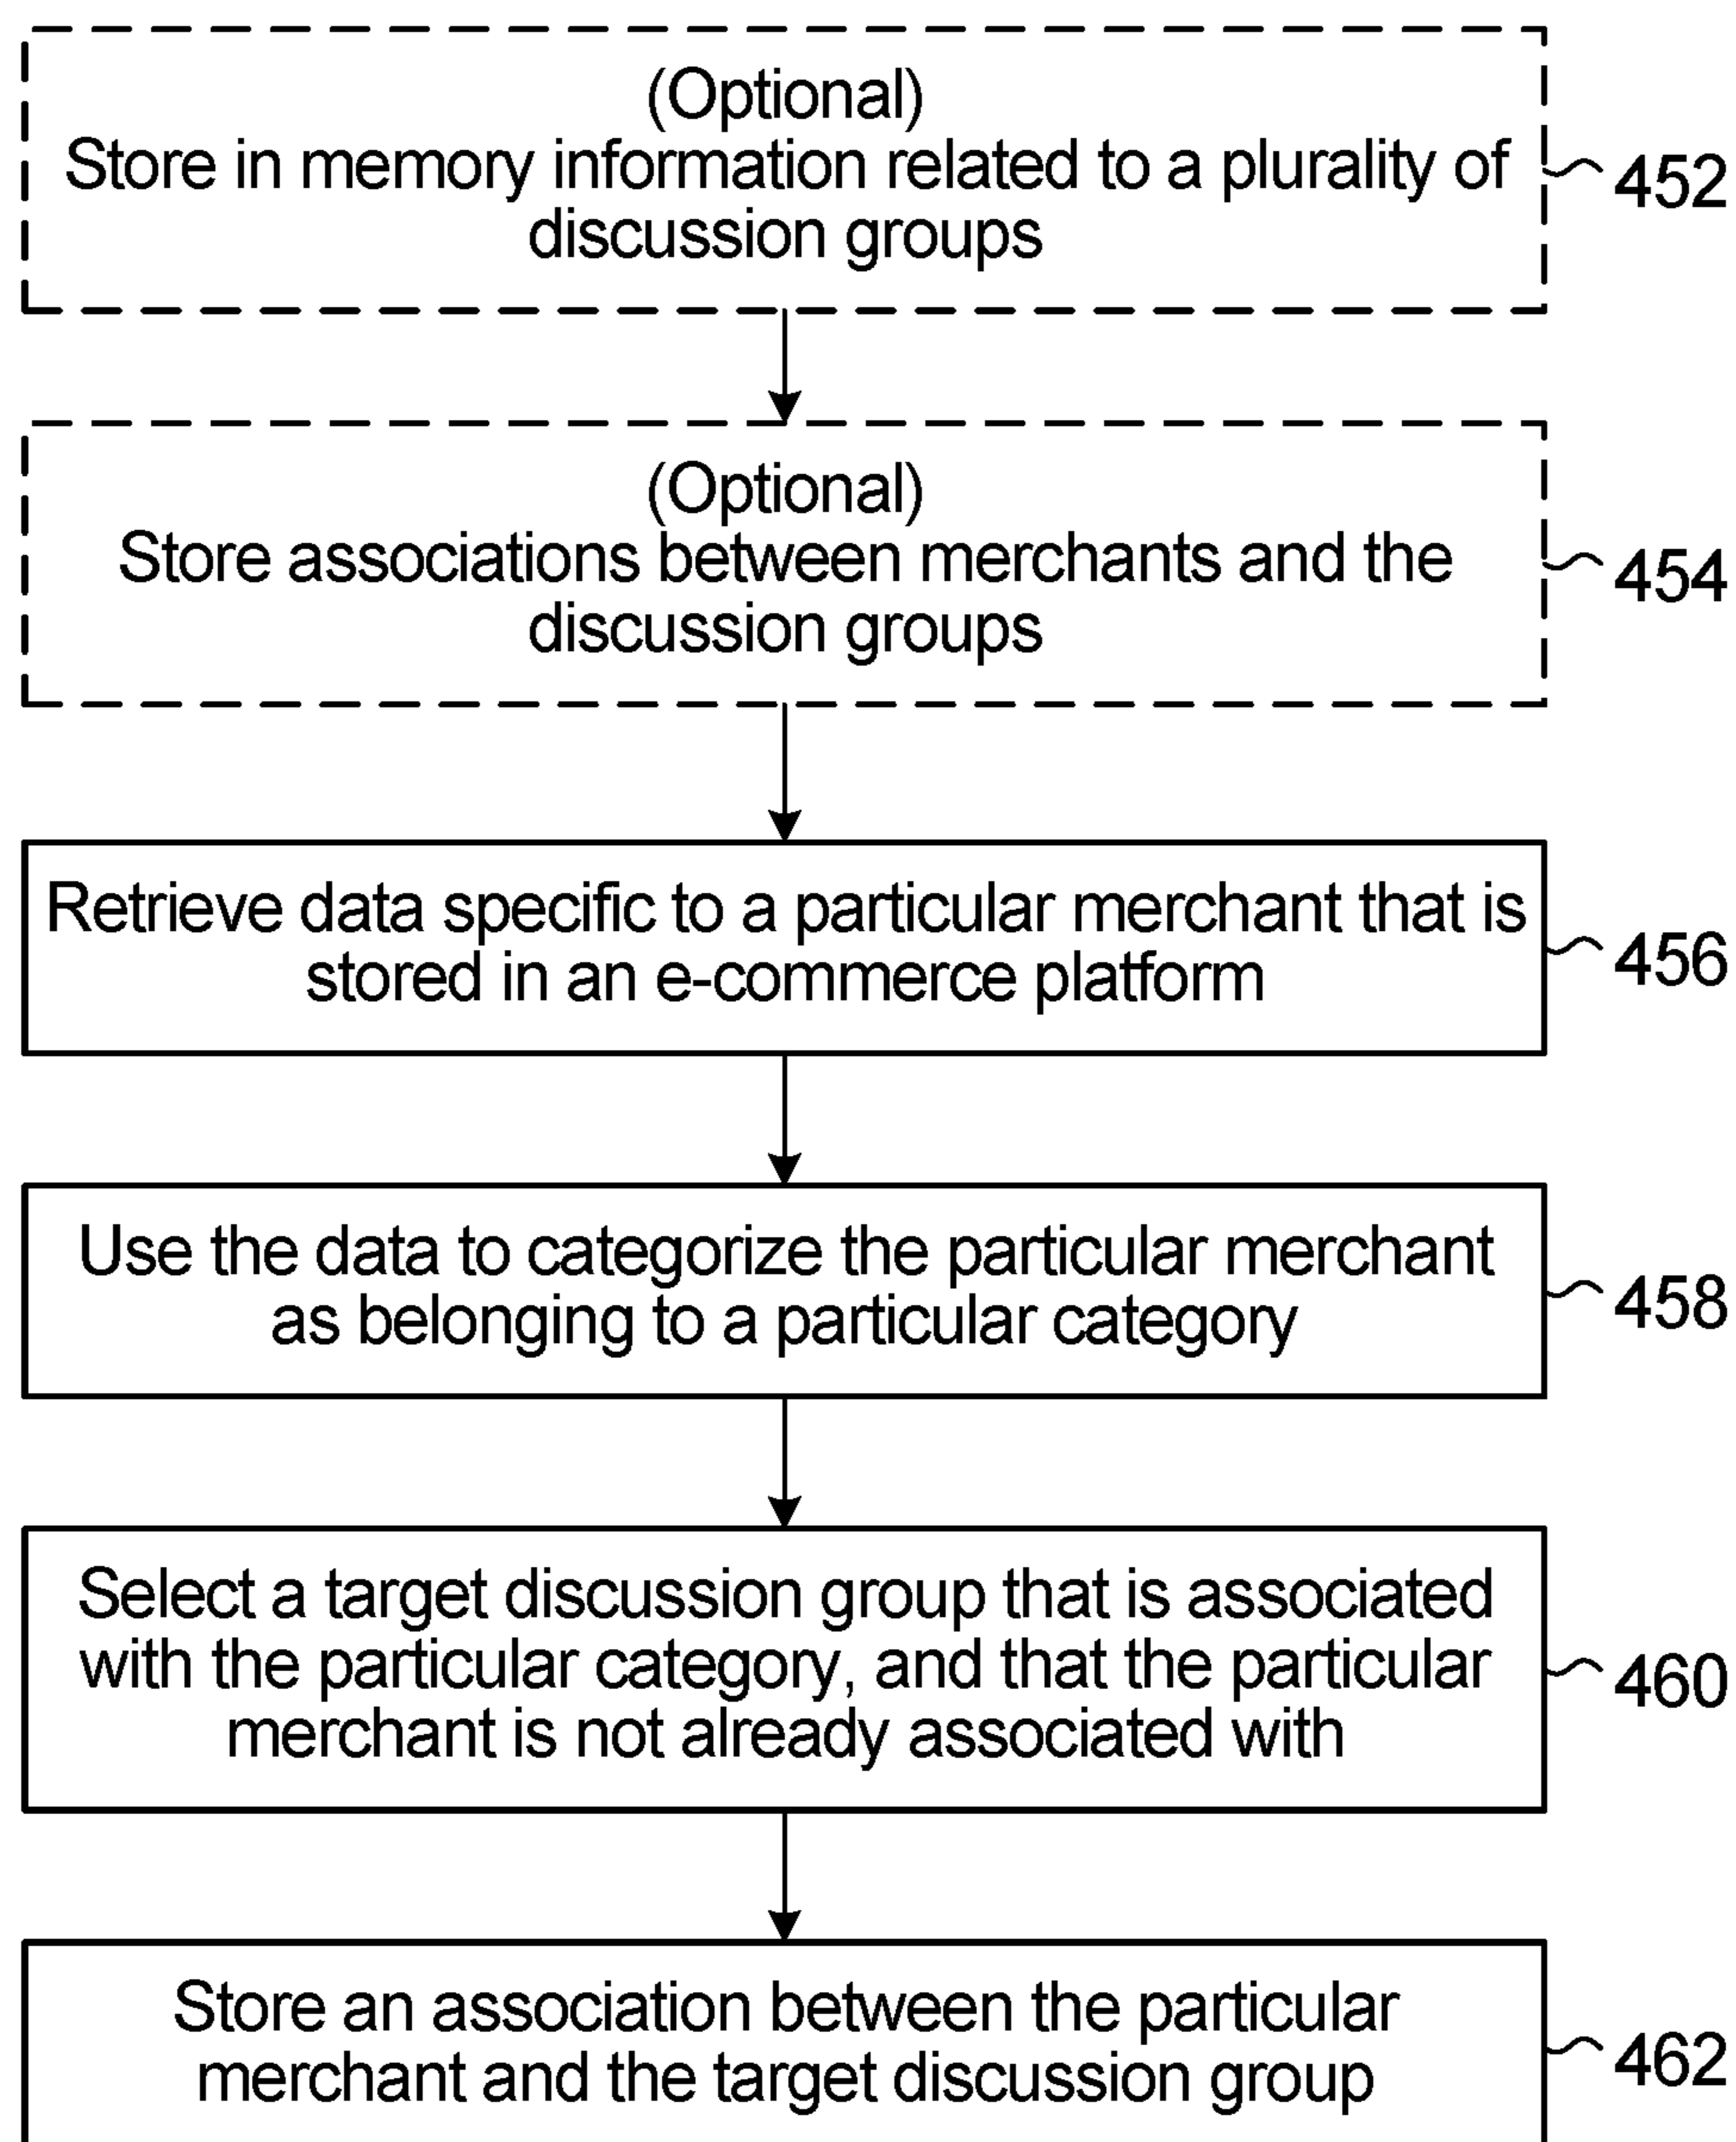 (Optional)
Store in memory information related to a plurality of
discussion groups
452
(Optional)
Store associations between merchants and the
discussion groups
454
Retrieve data specific to a particular merchant that is
stored in an e-commerce platform
456
Use the data to categorize the particular merchant
as belonging to a particular category
458
Select a target discussion group that is associated
with the particular category, and that the particular
merchant is not already associated with
460
Store an association between the particular
merchant and the target discussion group
462